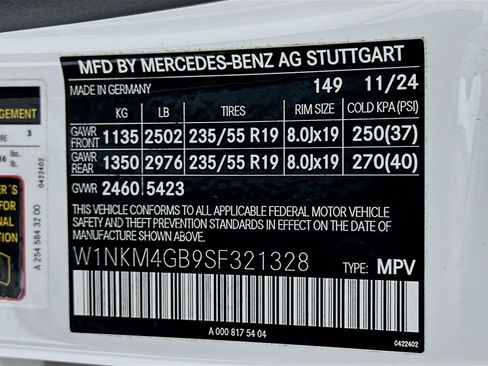 MFD BY MERCEDES-BENZ AG STUTTGART
MADE IN GERMANY 149 11/24
KG LB TIRES RIM SIZE COLD KPA(PSI)
GAWR FRONT 1135 2502 235/55 R19 8.0Jx19 250(37)
GAWR REAR 1350 2976 235/55 R19 8.0Jx19 270(40)
GVWR 2460 5423
THIS VEHICLE CONFORMS TO ALL APPLICABLE FEDERAL MOTOR VEHICLE
SAFETY AND THEFT PREVENTION STANDARDS IN EFFECT ON THE DATE
OF MANUFACTURE SHOWN ABOVE.
W1NKM4GB9SF321328 TYPE: MPV
A 000 817 54 04
0422402
3
lbs.
0422402
A 254 584 32 00